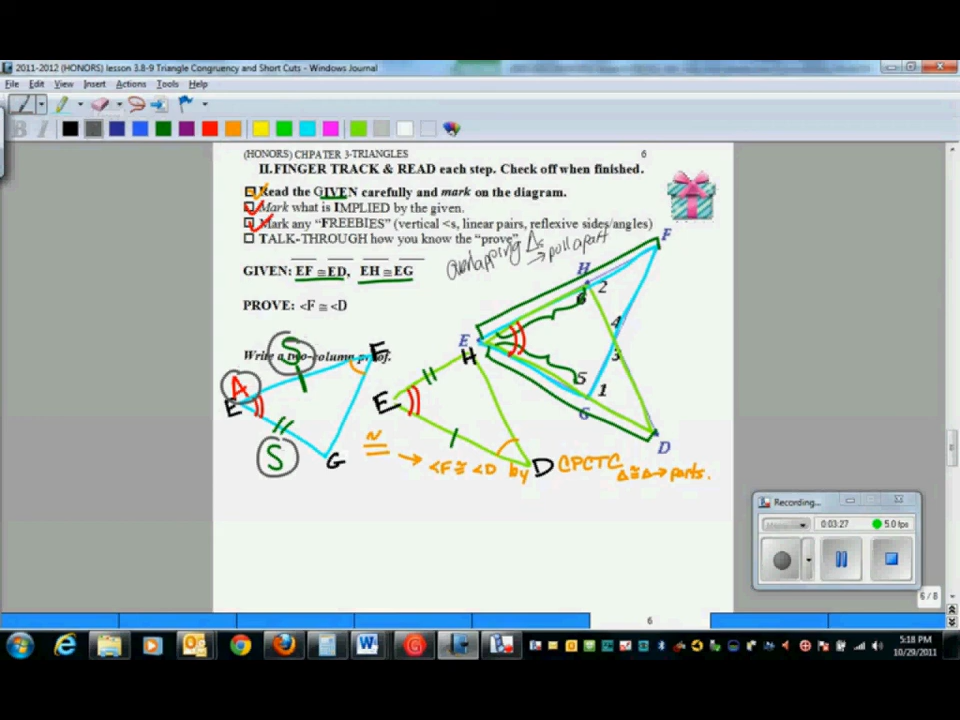 2011-2012 (HONORS) lesson 3.8-9 Triangle Congruency and Short Cuts - Windows Journal
File Edit View Insert Actions Tools Help
B I
(HONORS) CHPATER 3-TRIANGLES 6
II. FINGER TRACK & READ each step. Check off when finished.
Read the GIVEN carefully and mark on the diagram.
Mark what is IMPLIED by the given.
Mark any “FREEBIES” (vertical <s, linear pairs, reflexive sides/angles)
TALK-THROUGH how you know the “prove”
overlapping Δs
→ pull apart
GIVEN: EF ≅ ED, EH ≅ EG
PROVE: <F ≅ <D
Write a two-column proof.
F
H
2
6
4
E
3
5
1
G
D
S
F
A
E
S
G
H
E
D
≅
→ <F ≅ <D by CPCTC
Δ≅Δ→ parts.
Recording...
0:03:27 5.0 fps
6 / 8
6
5:18 PM
10/29/2011